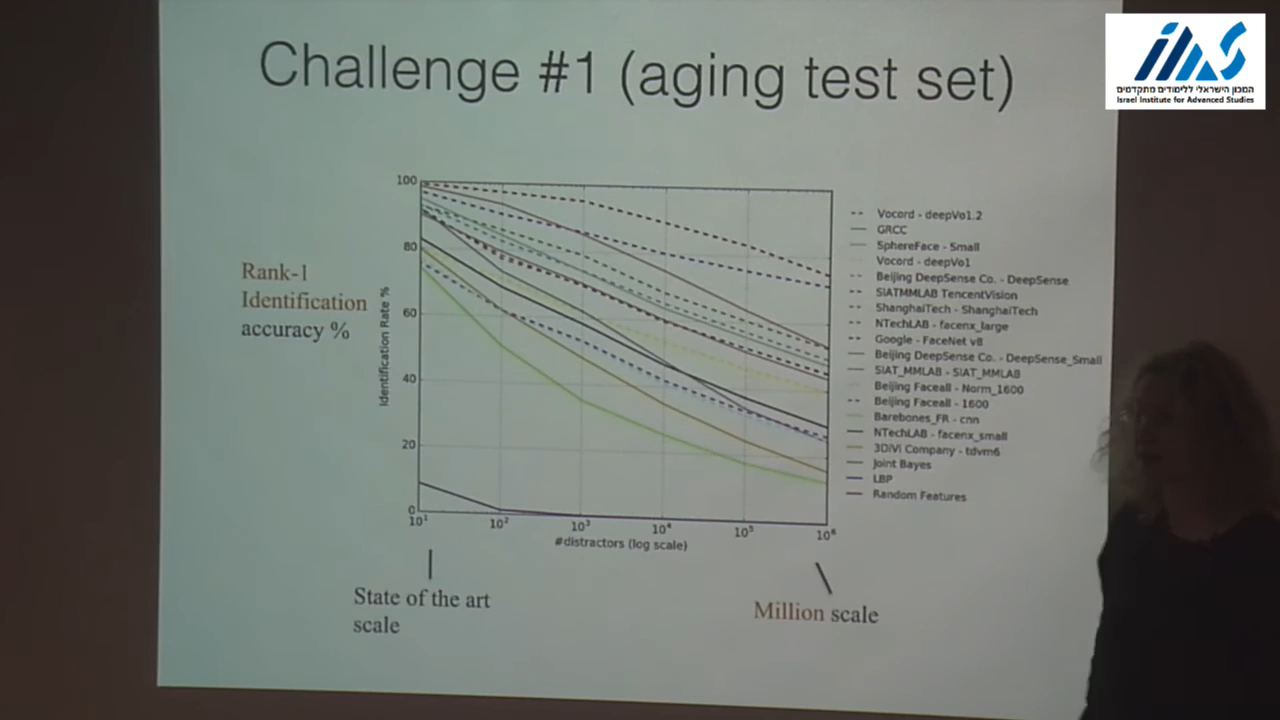 Challenge #1 (aging test set)
המכון הישראלי ללימודים מתקדמים
Israel Institute for Advanced Studies
Rank-1
Identification
accuracy %
Identification Rate %
100
80
60
40
20
0
10¹ 10² 10³ 10⁴ 10⁵ 10⁶
#distractors (log scale)
Vocord - deepVo1.2
GRCC
SphereFace - Small
Vocord - deepVo1
Beijing DeepSense Co. - DeepSense
SIATMMLAB TencentVision
ShanghaiTech - ShanghaiTech
NTechLAB - facenx_large
Google - FaceNet v8
Beijing DeepSense Co. - DeepSense_Small
SIAT_MMLAB - SIAT_MMLAB
Beijing Faceall - Norm_1600
Beijing Faceall - 1600
Barebones_FR - cnn
NTechLAB - facenx_small
3DiVi Company - tdvm6
Joint Bayes
LBP
Random Features
State of the art
scale
Million scale